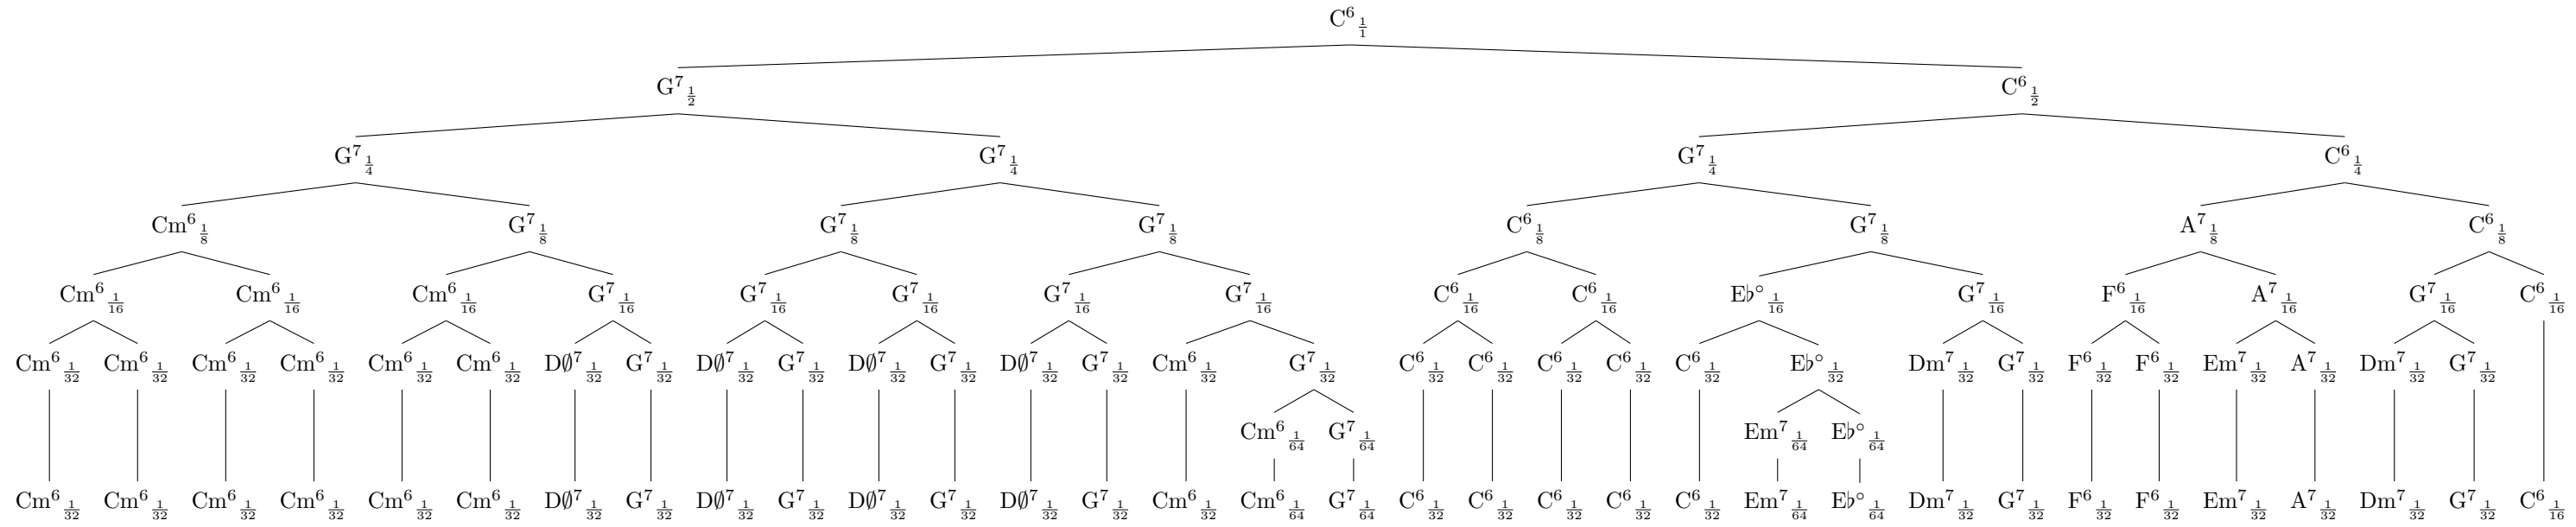 C⁶ 1/1
G⁷ 1/2 C⁶ 1/2
G⁷ 1/4 G⁷ 1/4 G⁷ 1/4 C⁶ 1/4
Cm⁶ 1/8 G⁷ 1/8 G⁷ 1/8 G⁷ 1/8 C⁶ 1/8 G⁷ 1/8 A⁷ 1/8 C⁶ 1/8
Cm⁶ 1/16 Cm⁶ 1/16 Cm⁶ 1/16 G⁷ 1/16 G⁷ 1/16 G⁷ 1/16 G⁷ 1/16 G⁷ 1/16 C⁶ 1/16 C⁶ 1/16 E♭° 1/16 G⁷ 1/16 F⁶ 1/16 A⁷ 1/16 G⁷ 1/16 C⁶ 1/16
Cm⁶ 1/32 Cm⁶ 1/32 Cm⁶ 1/32 Cm⁶ 1/32 Cm⁶ 1/32 Cm⁶ 1/32 D∅⁷ 1/32 G⁷ 1/32 D∅⁷ 1/32 G⁷ 1/32 D∅⁷ 1/32 G⁷ 1/32 D∅⁷ 1/32 G⁷ 1/32 Cm⁶ 1/32 G⁷ 1/32 C⁶ 1/32 C⁶ 1/32 C⁶ 1/32 C⁶ 1/32 C⁶ 1/32 E♭° 1/32 Dm⁷ 1/32 G⁷ 1/32 F⁶ 1/32 F⁶ 1/32 Em⁷ 1/32 A⁷ 1/32 Dm⁷ 1/32 G⁷ 1/32
Cm⁶ 1/64 G⁷ 1/64 Em⁷ 1/64 E♭° 1/64
Cm⁶ 1/32 Cm⁶ 1/32 Cm⁶ 1/32 Cm⁶ 1/32 Cm⁶ 1/32 Cm⁶ 1/32 D∅⁷ 1/32 G⁷ 1/32 D∅⁷ 1/32 G⁷ 1/32 D∅⁷ 1/32 G⁷ 1/32 D∅⁷ 1/32 G⁷ 1/32 Cm⁶ 1/32 Cm⁶ 1/64 G⁷ 1/64 C⁶ 1/32 C⁶ 1/32 C⁶ 1/32 C⁶ 1/32 C⁶ 1/32 Em⁷ 1/64 E♭° 1/64 Dm⁷ 1/32 G⁷ 1/32 F⁶ 1/32 F⁶ 1/32 Em⁷ 1/32 A⁷ 1/32 Dm⁷ 1/32 G⁷ 1/32 C⁶ 1/16